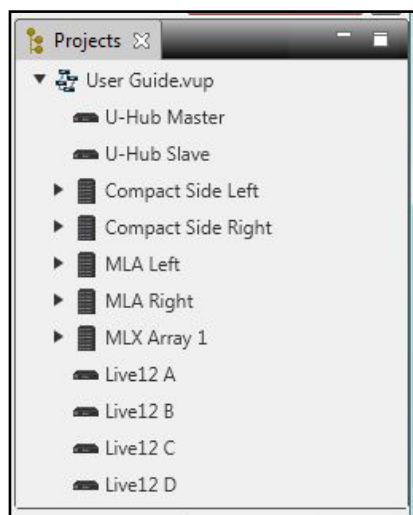 Projects
User Guide.vup
U-Hub Master
U-Hub Slave
Compact Side Left
Compact Side Right
MLA Left
MLA Right
MLX Array 1
Live12 A
Live12 B
Live12 C
Live12 D